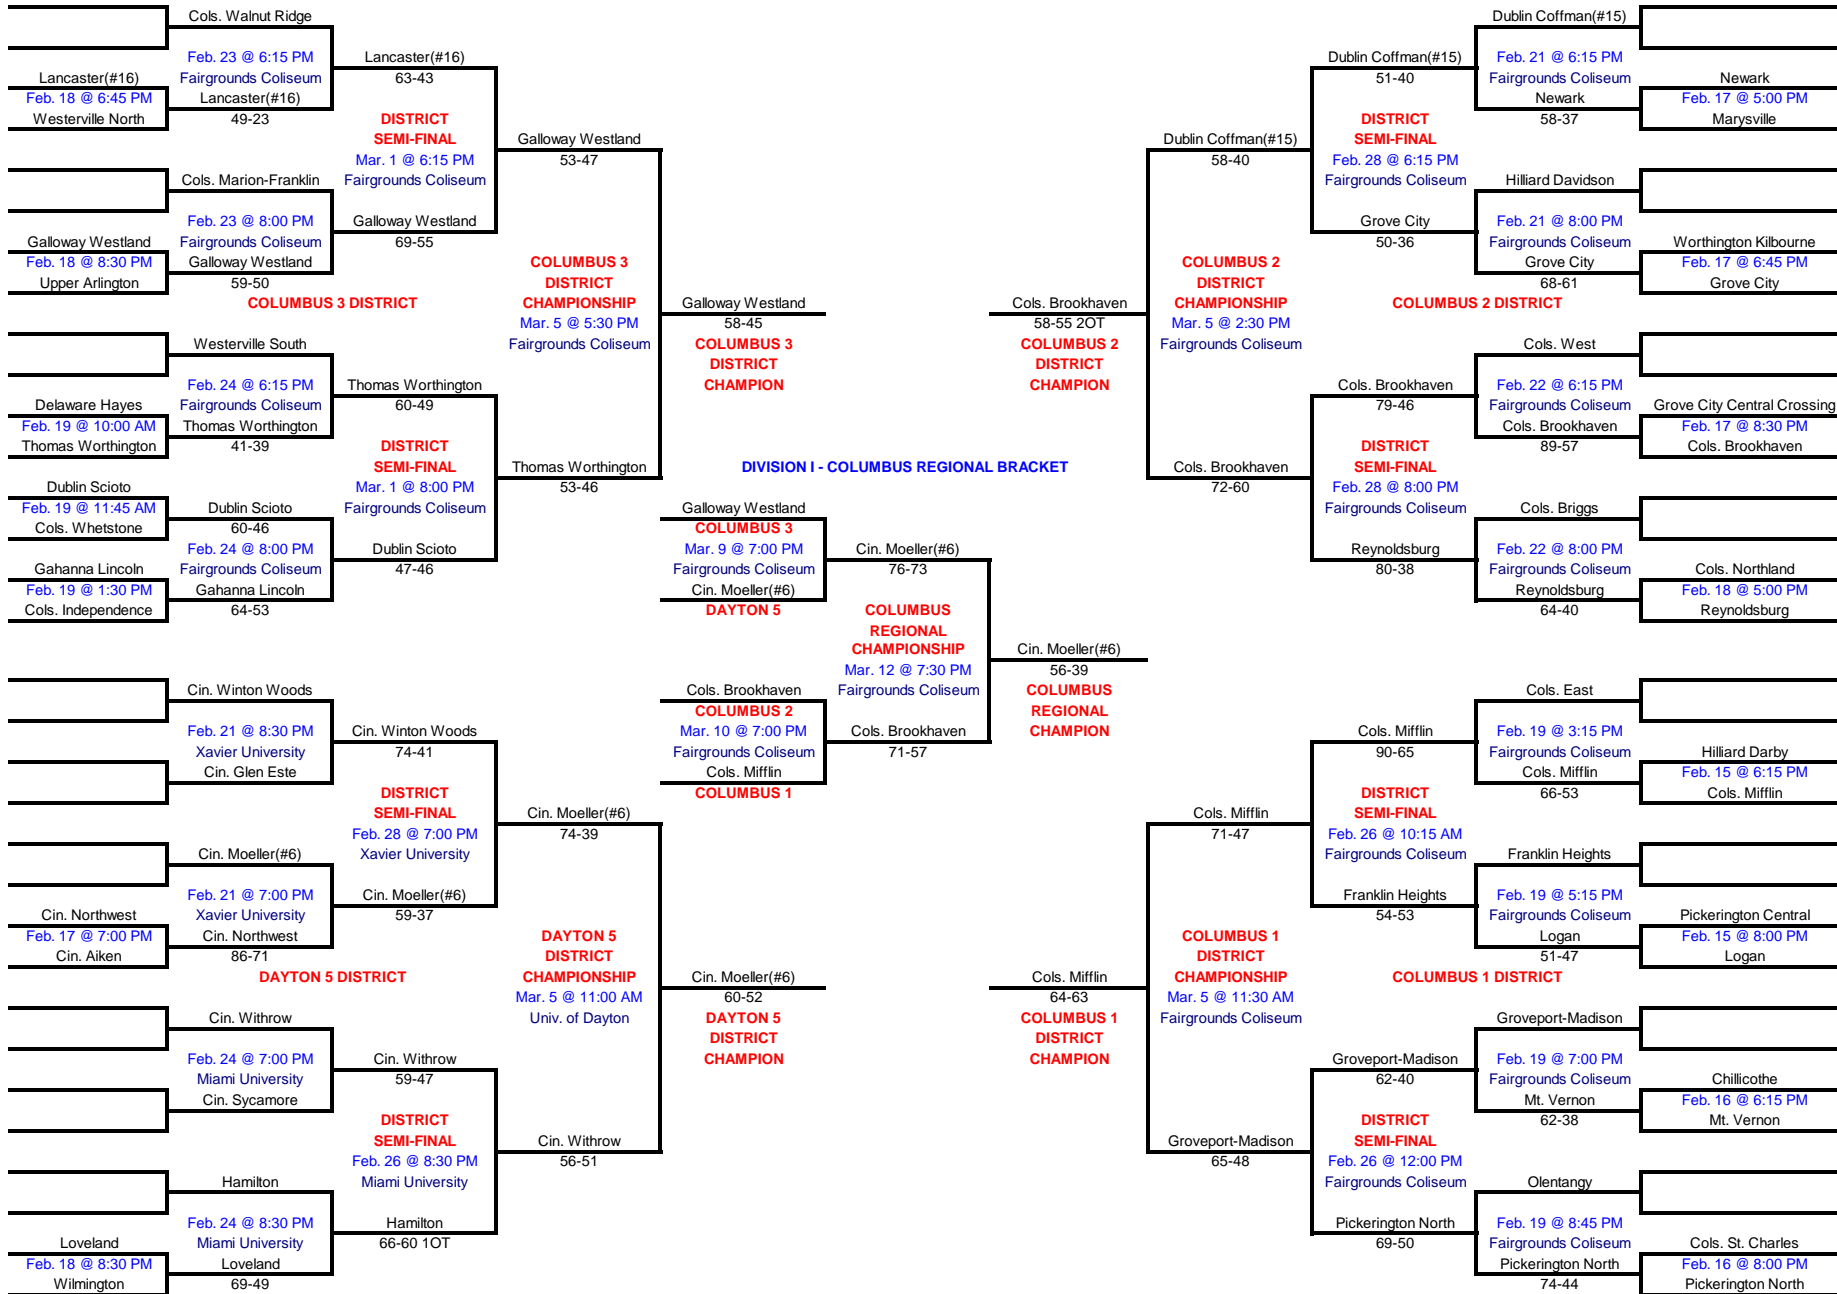 Cols. Walnut Ridge
Feb. 23 @ 6:15 PM
Lancaster(#16)
Lancaster(#16)
Fairgrounds Coliseum
63-43
Feb. 18 @ 6:45 PM
Lancaster(#16)
Westerville North
49-23
DISTRICT
SEMI-FINAL
Galloway Westland
Mar. 1 @ 6:15 PM
53-47
Cols. Marion-Franklin
Fairgrounds Coliseum
Feb. 23 @ 8:00 PM
Galloway Westland
Galloway Westland
Fairgrounds Coliseum
69-55
Feb. 18 @ 8:30 PM
Galloway Westland
Upper Arlington
59-50
COLUMBUS 3 DISTRICT
COLUMBUS 3
DISTRICT
CHAMPIONSHIP
Mar. 5 @ 5:30 PM
Fairgrounds Coliseum
Galloway Westland
58-45
COLUMBUS 3
DISTRICT
CHAMPION
Westerville South
Feb. 24 @ 6:15 PM
Thomas Worthington
Delaware Hayes
Fairgrounds Coliseum
60-49
Feb. 19 @ 10:00 AM
Thomas Worthington
Thomas Worthington
41-39
DISTRICT
SEMI-FINAL
Thomas Worthington
Mar. 1 @ 8:00 PM
53-46
Fairgrounds Coliseum
Dublin Scioto
Feb. 19 @ 11:45 AM
Dublin Scioto
Cols. Whetstone
60-46
Feb. 24 @ 8:00 PM
Dublin Scioto
Gahanna Lincoln
Fairgrounds Coliseum
47-46
Feb. 19 @ 1:30 PM
Gahanna Lincoln
Cols. Independence
64-53
Dublin Coffman(#15)
Dublin Coffman(#15)
Feb. 21 @ 6:15 PM
51-40
Fairgrounds Coliseum
Newark
Newark
Feb. 17 @ 5:00 PM
58-37
Marysville
DISTRICT
SEMI-FINAL
Dublin Coffman(#15)
Feb. 28 @ 6:15 PM
58-40
Fairgrounds Coliseum
Hilliard Davidson
Grove City
Feb. 21 @ 8:00 PM
50-36
Fairgrounds Coliseum
Worthington Kilbourne
Grove City
Feb. 17 @ 6:45 PM
68-61
Grove City
COLUMBUS 2 DISTRICT
COLUMBUS 2
DISTRICT
CHAMPIONSHIP
Mar. 5 @ 2:30 PM
Fairgrounds Coliseum
Cols. Brookhaven
58-55 2OT
COLUMBUS 2
DISTRICT
CHAMPION
Cols. West
Cols. Brookhaven
Feb. 22 @ 6:15 PM
79-46
Fairgrounds Coliseum
Grove City Central Crossing
Cols. Brookhaven
Feb. 17 @ 8:30 PM
89-57
Cols. Brookhaven
DISTRICT
SEMI-FINAL
Cols. Brookhaven
Feb. 28 @ 8:00 PM
72-60
Fairgrounds Coliseum
Cols. Briggs
Reynoldsburg
Feb. 22 @ 8:00 PM
80-38
Fairgrounds Coliseum
Cols. Northland
Reynoldsburg
Feb. 18 @ 5:00 PM
64-40
Reynoldsburg
DIVISION I - COLUMBUS REGIONAL BRACKET
Galloway Westland
COLUMBUS 3
Mar. 9 @ 7:00 PM
Cin. Moeller(#6)
Fairgrounds Coliseum
76-73
Cin. Moeller(#6)
DAYTON 5
COLUMBUS
REGIONAL
CHAMPIONSHIP
Mar. 12 @ 7:30 PM
Fairgrounds Coliseum
Cin. Moeller(#6)
56-39
COLUMBUS
REGIONAL
CHAMPION
Cols. Brookhaven
COLUMBUS 2
Mar. 10 @ 7:00 PM
Cols. Brookhaven
Fairgrounds Coliseum
71-57
Cols. Mifflin
COLUMBUS 1
Cin. Winton Woods
Feb. 21 @ 8:30 PM
Cin. Winton Woods
Xavier University
74-41
Cin. Glen Este
DISTRICT
SEMI-FINAL
Cin. Moeller(#6)
Feb. 28 @ 7:00 PM
74-39
Xavier University
Cin. Moeller(#6)
Feb. 21 @ 7:00 PM
Cin. Moeller(#6)
Cin. Northwest
Xavier University
59-37
Feb. 17 @ 7:00 PM
Cin. Northwest
Cin. Aiken
86-71
DAYTON 5 DISTRICT
DAYTON 5
DISTRICT
CHAMPIONSHIP
Mar. 5 @ 11:00 AM
Univ. of Dayton
Cin. Moeller(#6)
60-52
DAYTON 5
DISTRICT
CHAMPION
Cin. Withrow
Feb. 24 @ 7:00 PM
Cin. Withrow
Miami University
59-47
Cin. Sycamore
DISTRICT
SEMI-FINAL
Cin. Withrow
Feb. 26 @ 8:30 PM
56-51
Miami University
Hamilton
Feb. 24 @ 8:30 PM
Hamilton
Loveland
Miami University
66-60 1OT
Feb. 18 @ 8:30 PM
Loveland
Wilmington
69-49
Cols. East
Cols. Mifflin
Feb. 19 @ 3:15 PM
90-65
Fairgrounds Coliseum
Hilliard Darby
Cols. Mifflin
Feb. 15 @ 6:15 PM
66-53
Cols. Mifflin
DISTRICT
SEMI-FINAL
Cols. Mifflin
Feb. 26 @ 10:15 AM
71-47
Fairgrounds Coliseum
Franklin Heights
Franklin Heights
Feb. 19 @ 5:15 PM
54-53
Fairgrounds Coliseum
Pickerington Central
Logan
Feb. 15 @ 8:00 PM
51-47
Logan
COLUMBUS 1 DISTRICT
COLUMBUS 1
DISTRICT
CHAMPIONSHIP
Mar. 5 @ 11:30 AM
Fairgrounds Coliseum
Cols. Mifflin
64-63
COLUMBUS 1
DISTRICT
CHAMPION
Groveport-Madison
Groveport-Madison
Feb. 19 @ 7:00 PM
62-40
Fairgrounds Coliseum
Chillicothe
Mt. Vernon
Feb. 16 @ 6:15 PM
62-38
Mt. Vernon
DISTRICT
SEMI-FINAL
Groveport-Madison
Feb. 26 @ 12:00 PM
65-48
Fairgrounds Coliseum
Olentangy
Pickerington North
Feb. 19 @ 8:45 PM
69-50
Fairgrounds Coliseum
Cols. St. Charles
Pickerington North
Feb. 16 @ 8:00 PM
74-44
Pickerington North